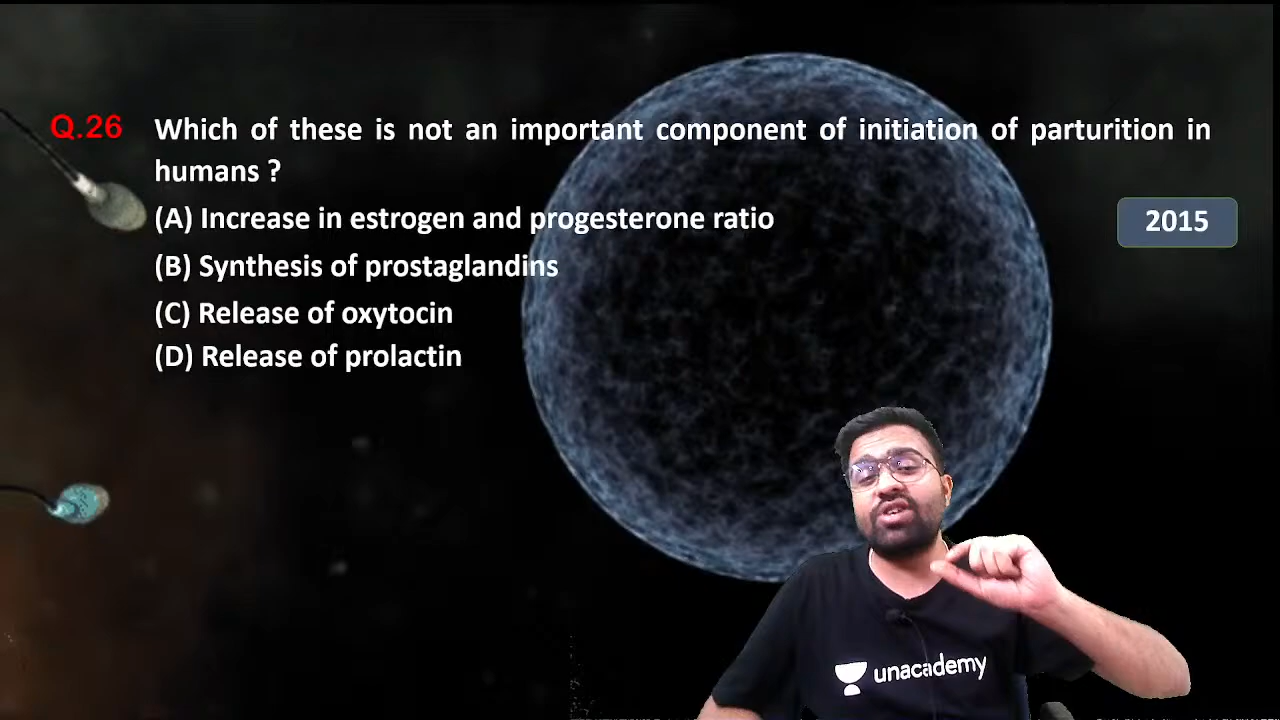 Q.26 Which of these is not an important component of initiation of parturition in
humans ?
(A) Increase in estrogen and progesterone ratio
2015
(B) Synthesis of prostaglandins
(C) Release of oxytocin
(D) Release of prolactin
unacademy